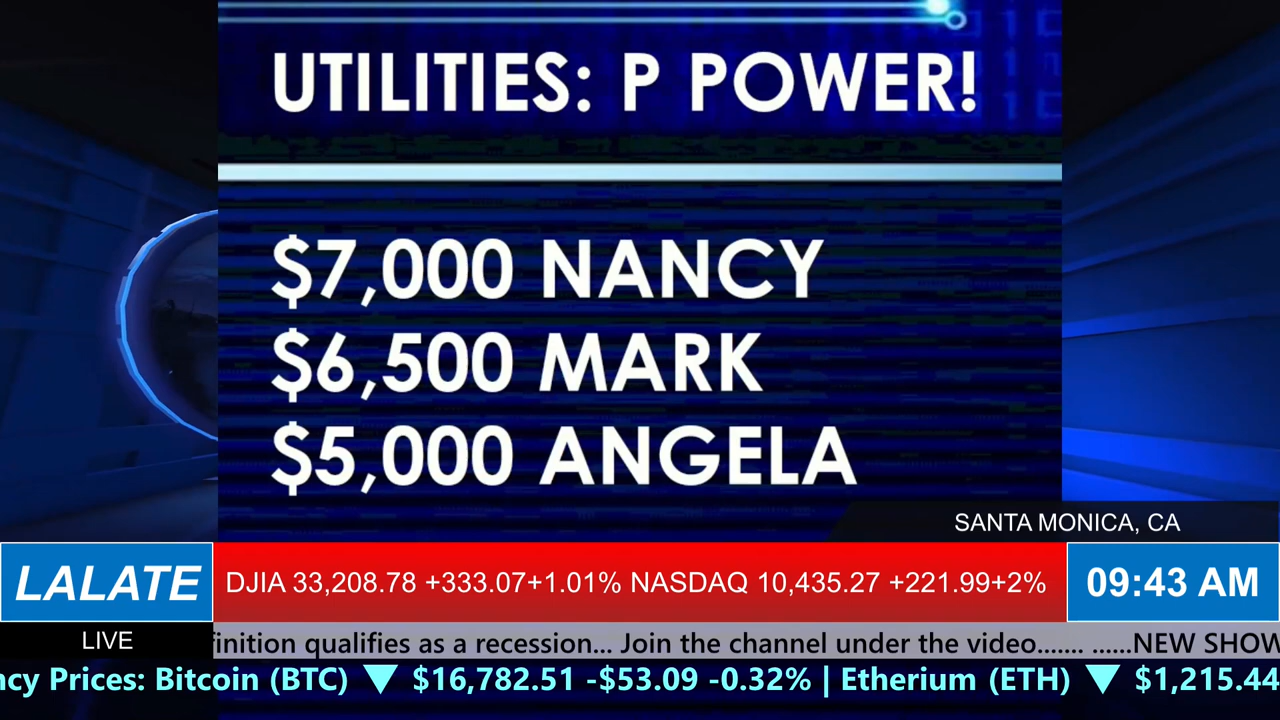 UTILITIES: P POWER!
$7,000 NANCY
$6,500 MARK
$5,000 ANGELA
SANTA MONICA, CA
LALATE
DJIA 33,208.78 +333.07+1.01% NASDAQ 10,435.27 +221.99+2%
09:43 AM
LIVE
finition qualifies as a recession... Join the channel under the video....... ......NEW SHOW
ncy Prices: Bitcoin (BTC) ▼ $16,782.51 -$53.09 -0.32% | Etherium (ETH) ▼ $1,215.44